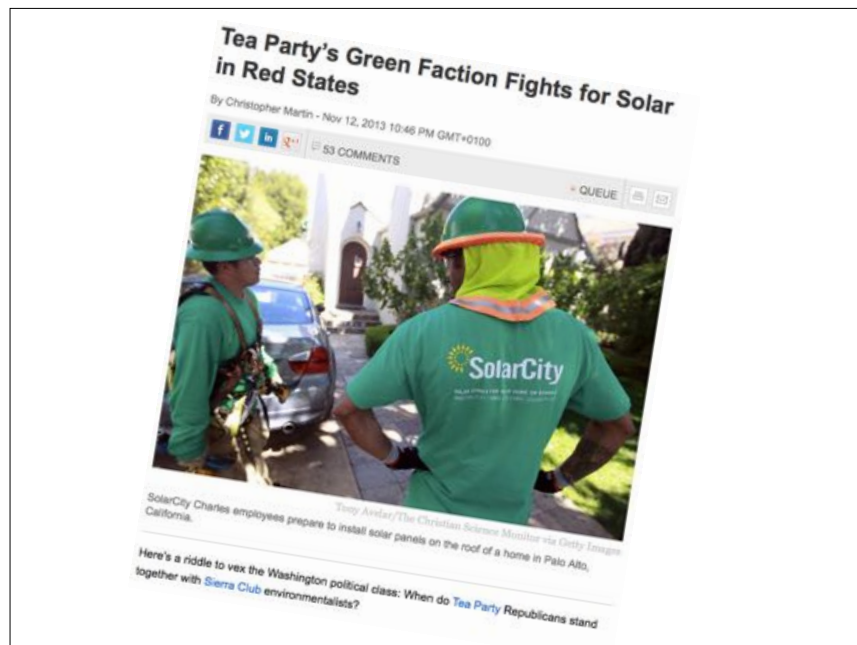 Tea Party's Green Faction Fights for Solar
in Red States
By Christopher Martin - Nov 12, 2013 10:46 PM GMT+0100
53 COMMENTS
+ QUEUE
SolarCity
Tony Avelar/The Christian Science Monitor via Getty Images
SolarCity Charles employees prepare to install solar panels on the roof of a home in Palo Alto,
California.
Here's a riddle to vex the Washington political class: When do Tea Party Republicans stand
together with Sierra Club environmentalists?